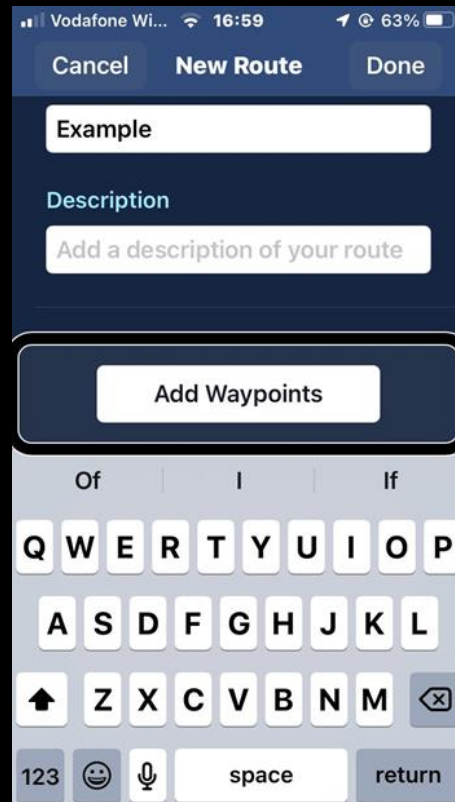 Vodafone Wi... 16:59 63%
Cancel New Route Done
Example
Description
Add a description of your route
Add Waypoints
Of I If
Q W E R T Y U I O P
A S D F G H J K L
Z X C V B N M
123 space return